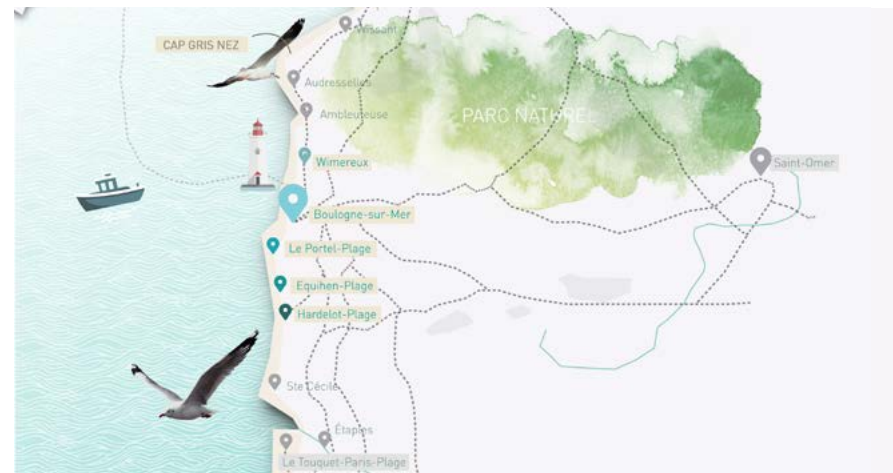 Wissant
CAP GRIS NEZ
Audresselles
Ambleteuse
PARC NATUREL
Wimereux
Saint-Omer
Boulogne-sur-Mer
Le Portel-Plage
Equihen-Plage
Hardelot-Plage
Ste Cécile
Étaples
Le Touquet-Paris-Plage